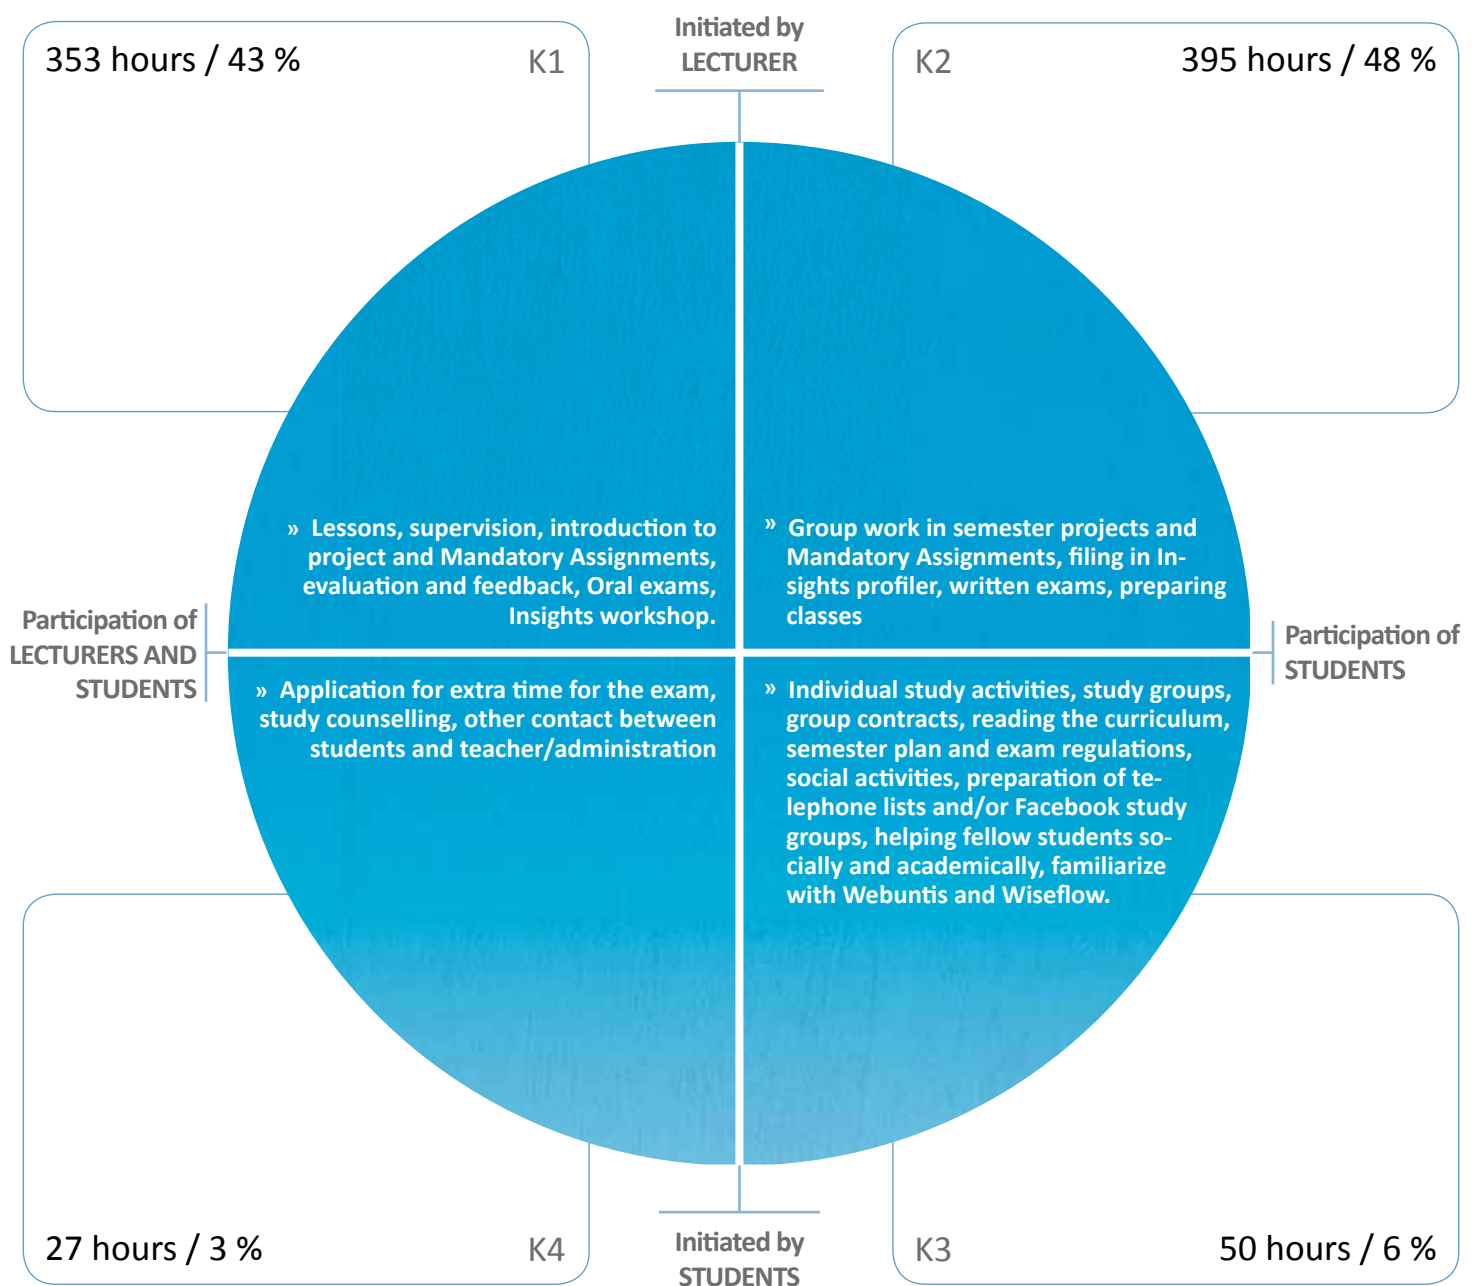 353 hours / 43 %
K1
Initiated by
LECTURER
K2
395 hours / 48 %
» Lessons, supervision, introduction to
project and Mandatory Assignments,
evaluation and feedback, Oral exams,
Insights workshop.
» Group work in semester projects and
Mandatory Assignments, filing in In-
sights profiler, written exams, preparing
classes
Participation of
LECTURERS AND
STUDENTS
Participation of
STUDENTS
» Application for extra time for the exam,
study counselling, other contact between
students and teacher/administration
» Individual study activities, study groups,
group contracts, reading the curriculum,
semester plan and exam regulations,
social activities, preparation of te-
lephone lists and/or Facebook study
groups, helping fellow students so-
cially and academically, familiarize
with Webuntis and Wiseflow.
27 hours / 3 %
K4
Initiated by
STUDENTS
K3
50 hours / 6 %